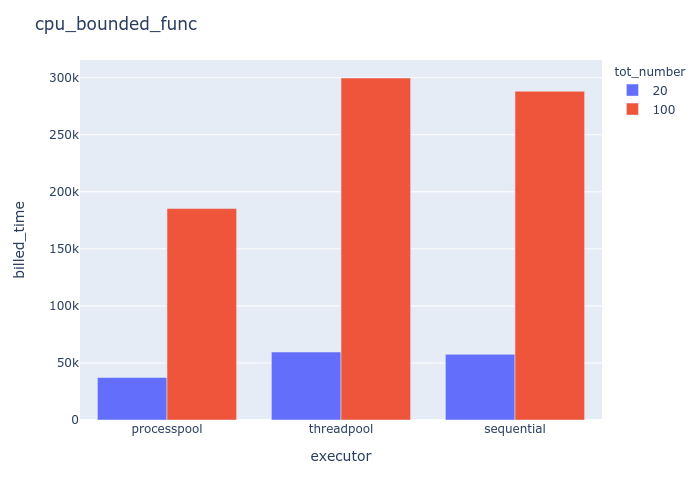 cpu_bounded_func
tot_number
20
100
300k
250k
200k
150k
100k
50k
0
billed_time
processpool threadpool sequential
executor